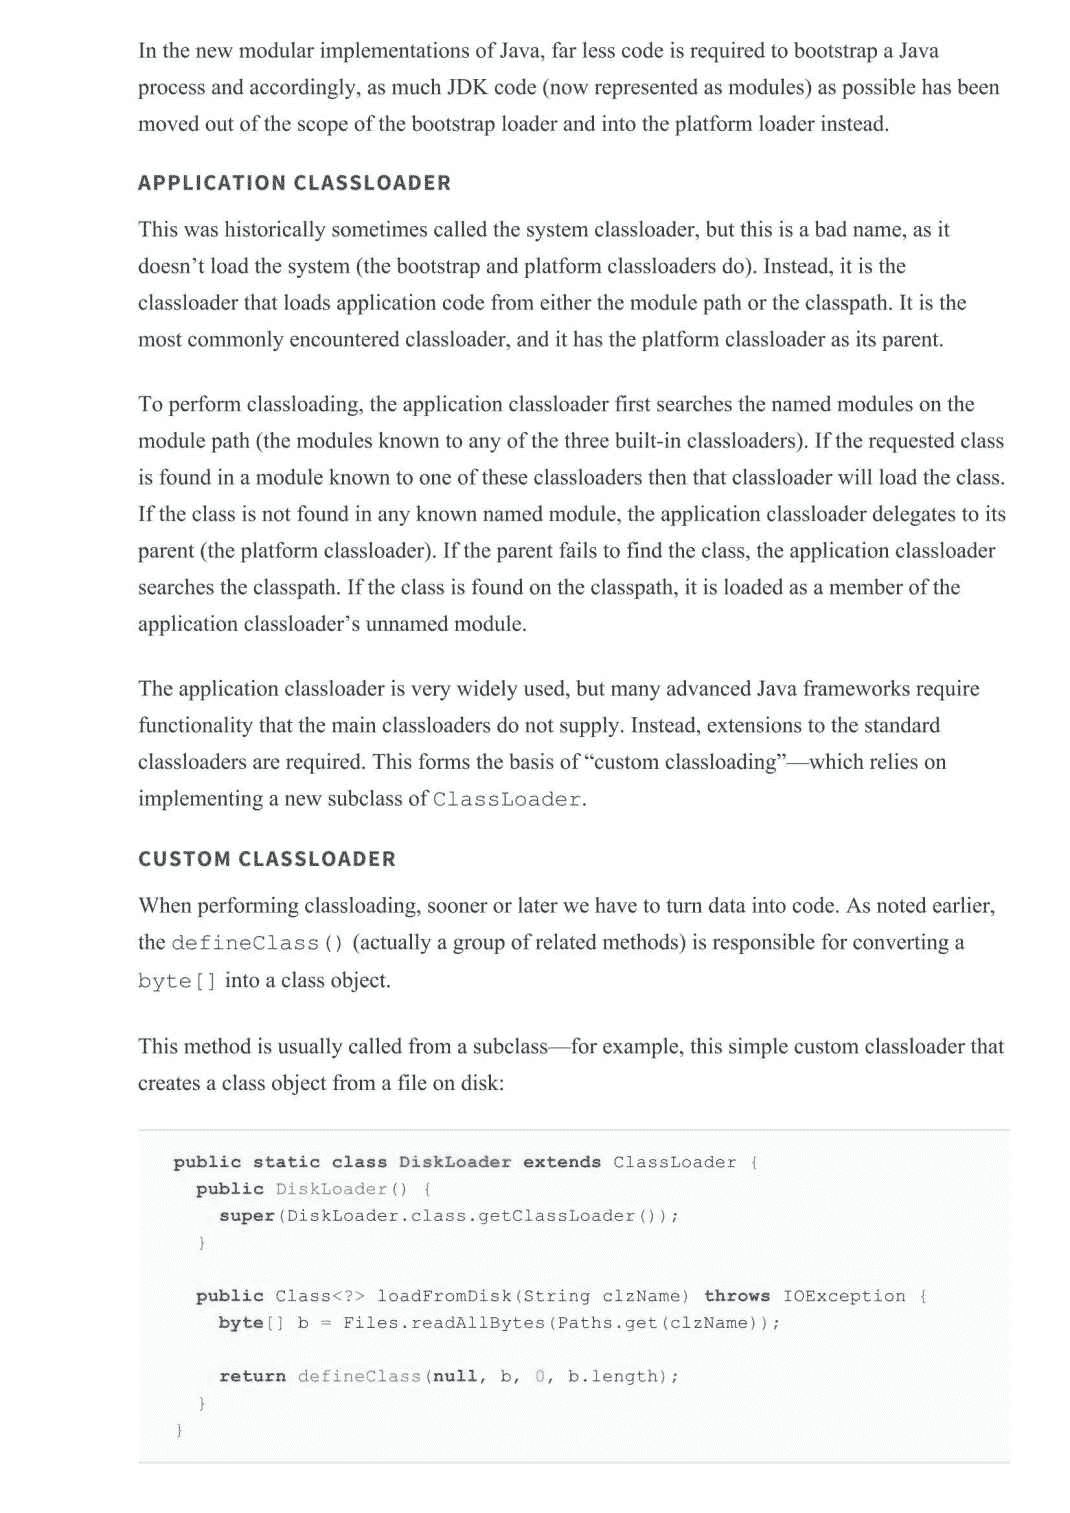 In the new modular implementations of Java, far less code is required to bootstrap a Java
process and accordingly, as much JDK code (now represented as modules) as possible has been
moved out of the scope of the bootstrap loader and into the platform loader instead.
APPLICATION CLASSLOADER
This was historically sometimes called the system classloader, but this is a bad name, as it
doesn’t load the system (the bootstrap and platform classloaders do). Instead, it is the
classloader that loads application code from either the module path or the classpath. It is the
most commonly encountered classloader, and it has the platform classloader as its parent.
To perform classloading, the application classloader first searches the named modules on the
module path (the modules known to any of the three built-in classloaders). If the requested class
is found in a module known to one of these classloaders then that classloader will load the class.
If the class is not found in any known named module, the application classloader delegates to its
parent (the platform classloader). If the parent fails to find the class, the application classloader
searches the classpath. If the class is found on the classpath, it is loaded as a member of the
application classloader’s unnamed module.
The application classloader is very widely used, but many advanced Java frameworks require
functionality that the main classloaders do not supply. Instead, extensions to the standard
classloaders are required. This forms the basis of “custom classloading”—which relies on
implementing a new subclass of ClassLoader.
CUSTOM CLASSLOADER
When performing classloading, sooner or later we have to turn data into code. As noted earlier,
the defineClass() (actually a group of related methods) is responsible for converting a
byte[] into a class object.
This method is usually called from a subclass—for example, this simple custom classloader that
creates a class object from a file on disk:
public static class DiskLoader extends ClassLoader {
public DiskLoader() {
super(DiskLoader.class.getClassLoader());
}
public Class<?> loadFromDisk(String clzName) throws IOException {
byte[] b = Files.readAllBytes(Paths.get(clzName));
return defineClass(null, b, 0, b.length);
}
}